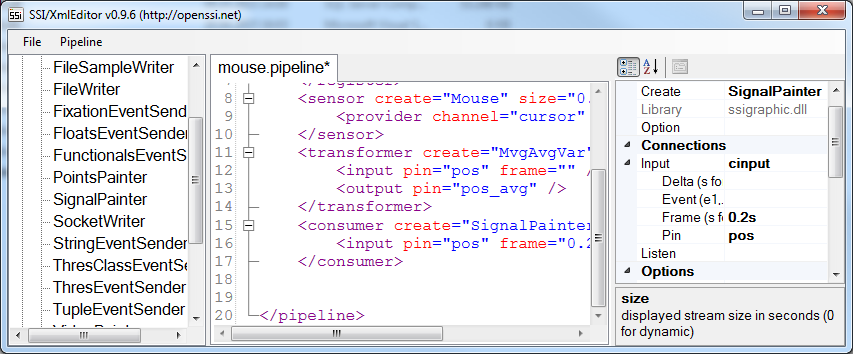 SSI/XmlEditor v0.9.6 (http://openssi.net)
File Pipeline
FileSampleWriter
FileWriter
FixationEventSend
FloatsEventSender
FunctionalsEventS
PointsPainter
SignalPainter
SocketWriter
StringEventSender
ThresClassEventSe
ThresEventSender
TupleEventSender
mouse.pipeline*
8 <sensor create="Mouse" size="0.
9 <provider channel="cursor"
10 </sensor>
11 <transformer create="MvgAvgVar"
12 <input pin="pos" frame="" /
13 <output pin="pos_avg" />
14 </transformer>
15 <consumer create="SignalPainter
16 <input pin="pos" frame="0.2
17 </consumer>
18
19
20 </pipeline>
Create SignalPainter
Library ssigraphic.dll
Option
Connections
Input cinput
Delta (s fo
Event (e1,.
Frame (s fo 0.2s
Pin pos
Listen
Options
size
displayed stream size in seconds (0
for dynamic)